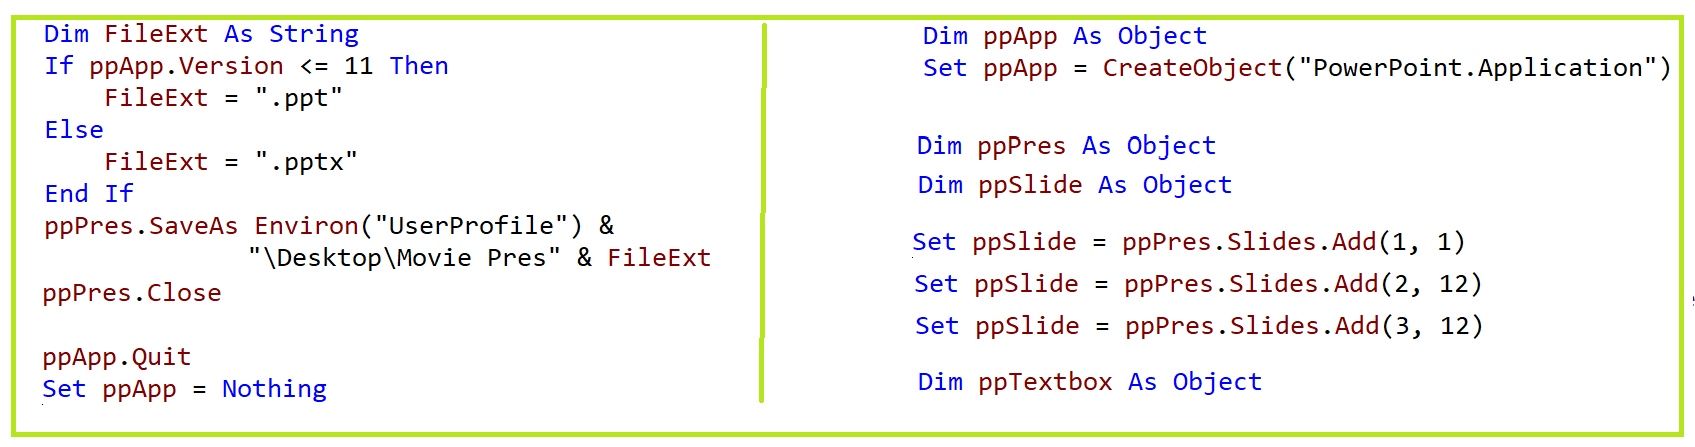 Dim FileExt As String
If ppApp.Version <= 11 Then
    FileExt = ".ppt"
Else
    FileExt = ".pptx"
End If
ppPres.SaveAs Environ("UserProfile") &
"\Desktop\Movie Pres" & FileExt
ppPres.Close
ppApp.Quit
Set ppApp = Nothing
Dim ppApp As Object
Set ppApp = CreateObject("PowerPoint.Application")
Dim ppPres As Object
Dim ppSlide As Object
Set ppSlide = ppPres.Slides.Add(1, 1)
Set ppSlide = ppPres.Slides.Add(2, 12)
Set ppSlide = ppPres.Slides.Add(3, 12)
Dim ppTextbox As Object